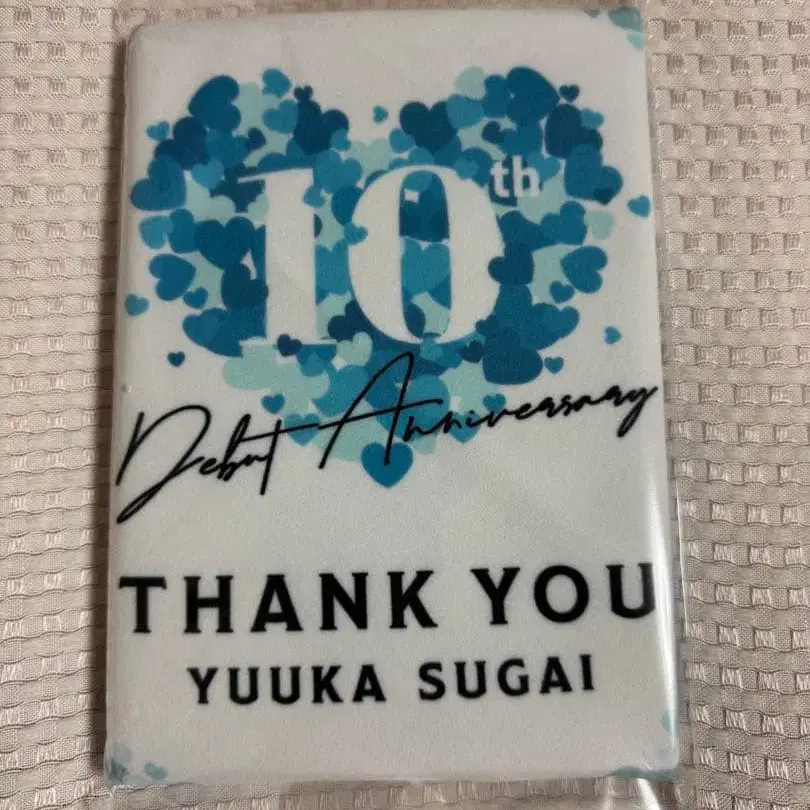 10th
Debut Anniversary
THANK YOU
YUUKA SUGAI